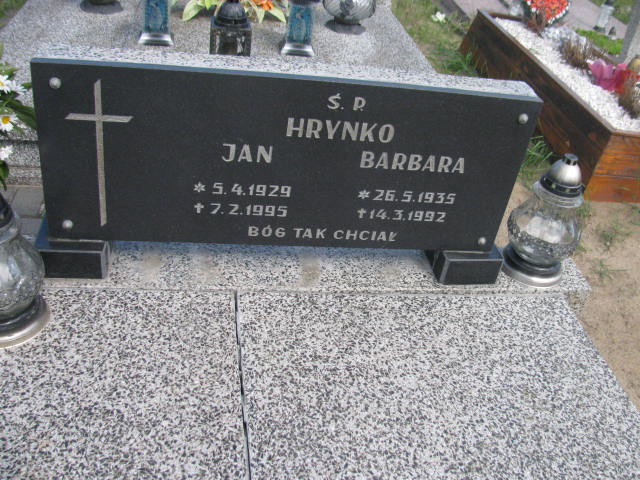 Ś. P.
HRYNKO
JAN BARBARA
* 5.4.1929 * 26.5.1935
† 7.2.1995 † 14.3.1992
BÓG TAK CHCIAŁ